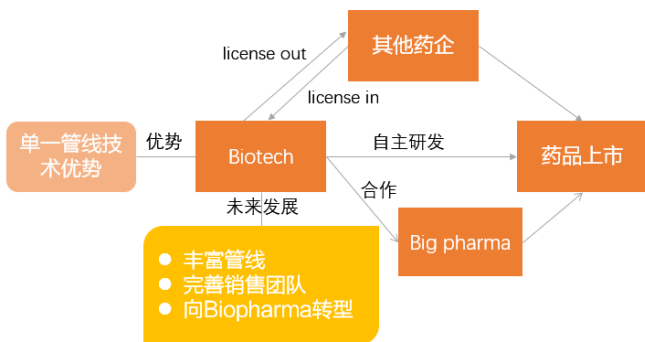 其他药企
license out
license in
单一管线技
术优势
优势
Biotech
自主研发
药品上市
合作
未来发展
Big pharma
丰富管线
完善销售团队
向Biopharma转型